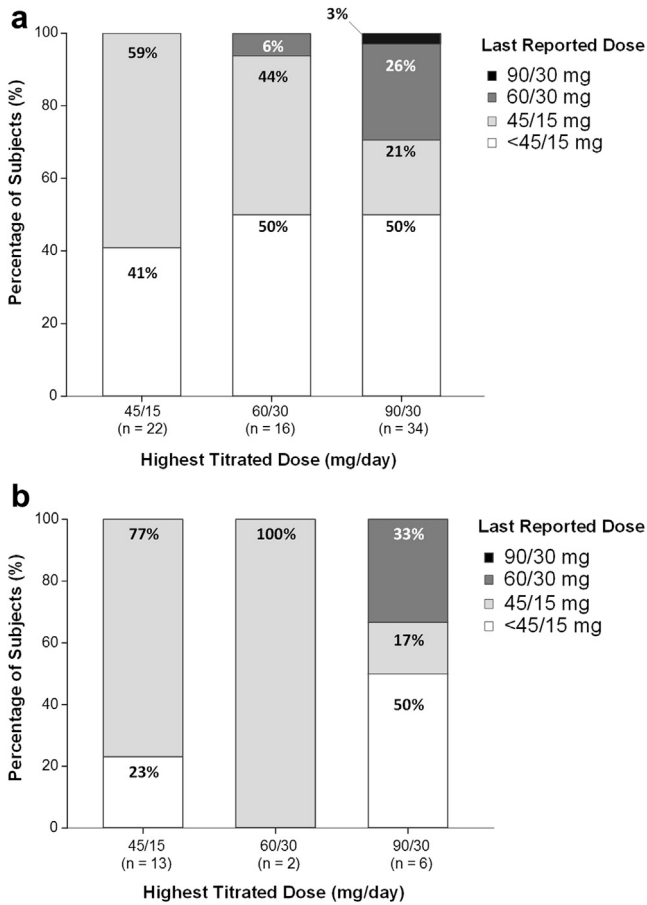 a
3%
100
80
60
40
20
0
Percentage of Subjects (%)
59%
41%
6%
44%
50%
26%
21%
50%
45/15
(n = 22)
60/30
(n = 16)
90/30
(n = 34)
Highest Titrated Dose (mg/day)
Last Reported Dose
90/30 mg
60/30 mg
45/15 mg
<45/15 mg
b
100
80
60
40
20
0
Percentage of Subjects (%)
77%
23%
100%
33%
17%
50%
45/15
(n = 13)
60/30
(n = 2)
90/30
(n = 6)
Highest Titrated Dose (mg/day)
Last Reported Dose
90/30 mg
60/30 mg
45/15 mg
<45/15 mg